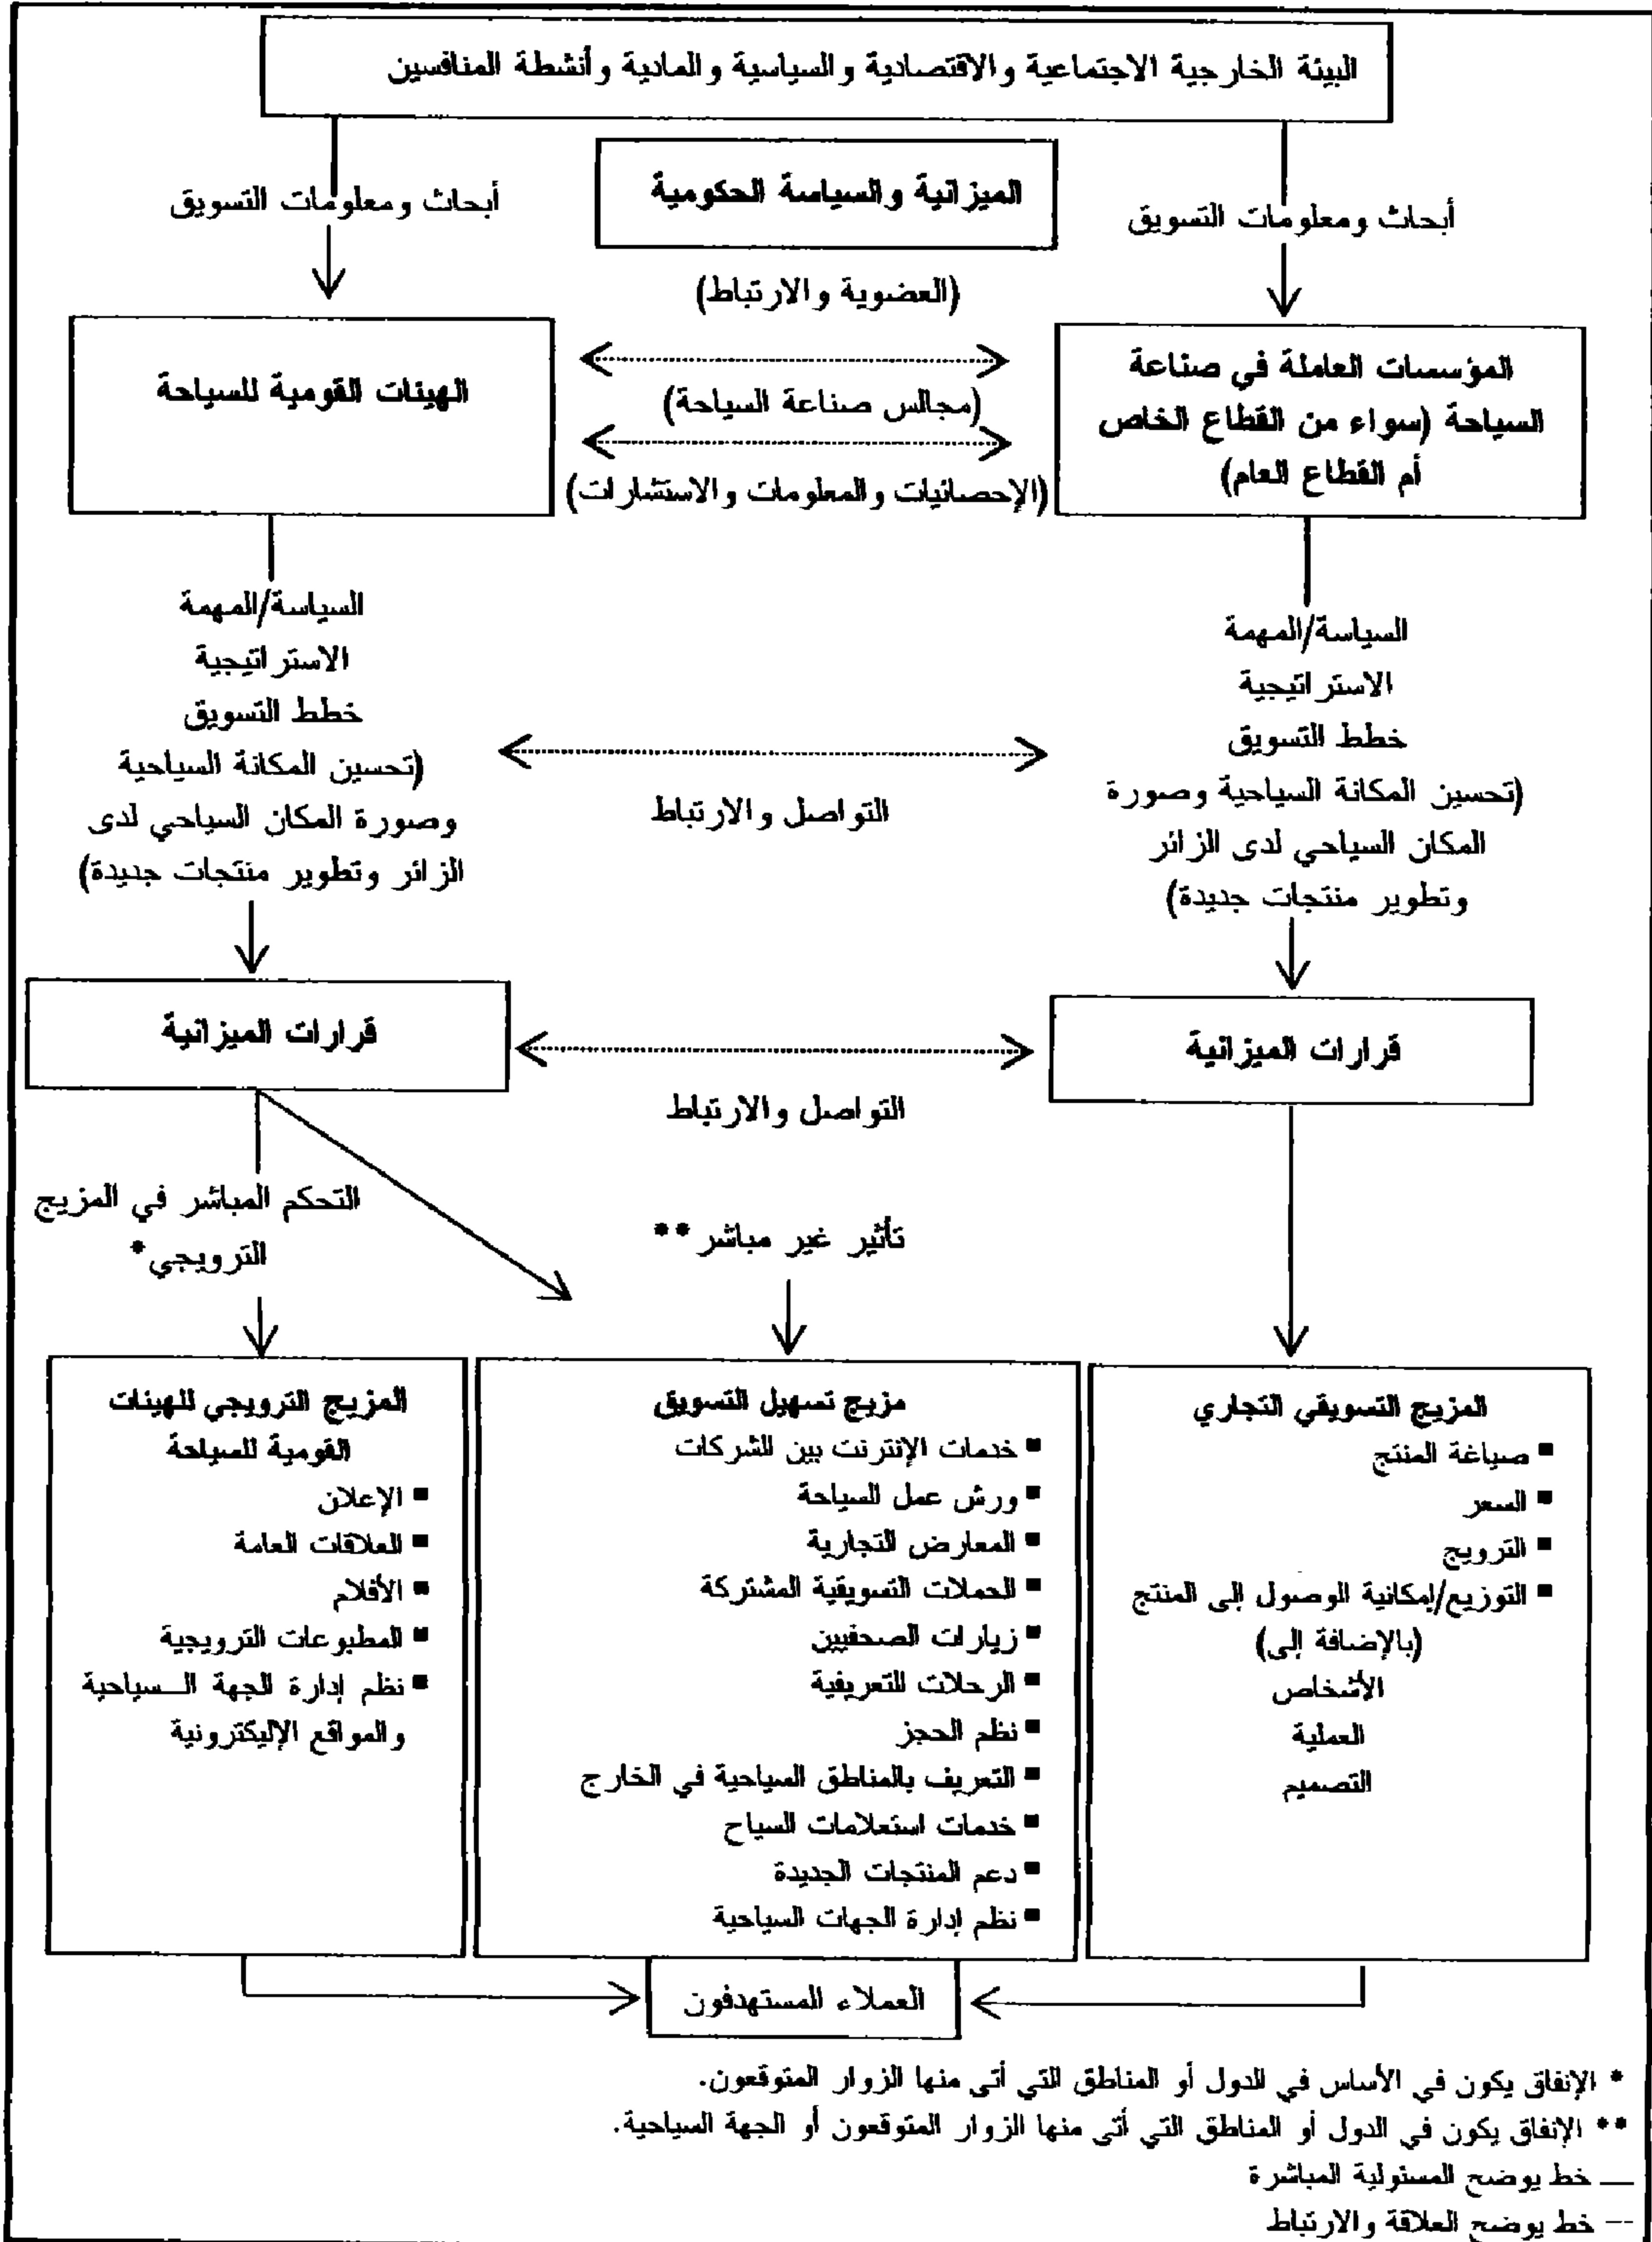 البيئة الخارجية الاجتماعية والاقتصادية والسياسية والمادية وأنشطة المنافسين
الميزانية والسياسة الحكومية
أبحاث ومعلومات التسويق
أبحاث ومعلومات التسويق
(العضوية والارتباط)
المؤسسات العاملة في صناعة
السياحة (سواء من القطاع الخاص
أم القطاع العام)
(مجالس صناعة السياحة)
(الإحصائيات والمعلومات والاستشارات)
الهيئات القومية للسياحة
السياسة/المهمة
الاستراتيجية
خطط التسويق
(تحسين المكانة السياحية وصورة
المكان السياحي لدى الزائر
وتطوير منتجات جديدة)
التواصل والارتباط
السياسة/المهمة
الاستراتيجية
خطط التسويق
(تحسين المكانة السياحية
وصورة المكان السياحي لدى
الزائر وتطوير منتجات جديدة)
قرارات الميزانية
التواصل والارتباط
قرارات الميزانية
تأثير غير مباشر**
التحكم المباشر في المزيج
الترويجي*
المزيج التسويقي التجاري
▪ صياغة المنتج
▪ السعر
▪ الترويج
▪ التوزيع/إمكانية الوصول إلى المنتج
(بالإضافة إلى)
الأشخاص
العملية
التصميم
مزيج تسهيل التسويق
▪ خدمات الإنترنت بين الشركات
▪ ورش عمل السياحة
▪ المعارض التجارية
▪ الحملات التسويقية المشتركة
▪ زيارات الصحفيين
▪ الرحلات التعريفية
▪ نظم الحجز
▪ التعريف بالمناطق السياحية في الخارج
▪ خدمات استعلامات السياح
▪ دعم المنتجات الجديدة
▪ نظم إدارة الجهات السياحية
المزيج الترويجي للهيئات
القومية للسياحة
▪ الإعلان
▪ العلاقات العامة
▪ الأفلام
▪ المطبوعات الترويجية
▪ نظم إدارة الجهة السياحية
والمواقع الإليكترونية
العملاء المستهدفون
* الإنفاق يكون في الأساس في الدول أو المناطق التي أتى منها الزوار المتوقعون.
** الإنفاق يكون في الدول أو المناطق التي أتى منها الزوار المتوقعون أو الجهة السياحية.
__ خط يوضح المسئولية المباشرة
-- خط يوضح العلاقة والارتباط